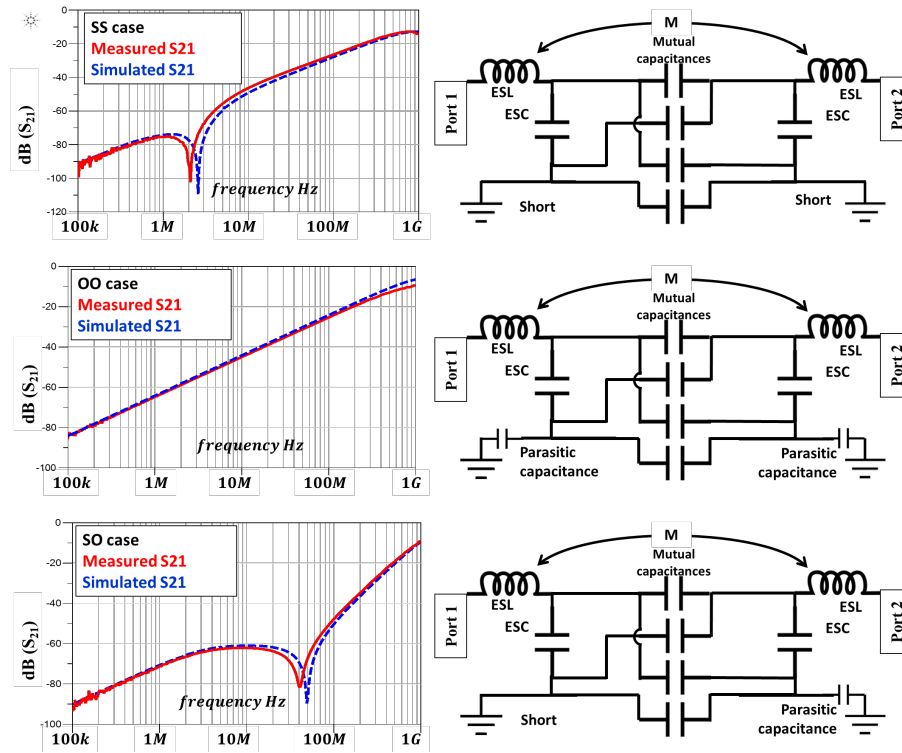 SS case
Measured S21
Simulated S21
dB (S21)
0
-20
-40
-60
-80
-100
-120
frequency Hz
100k
1M
10M
100M
1G
M
Mutual
capacitances
Port 1
ESL
ESC
ESL
ESC
Port 2
Short
Short
OO case
Measured S21
Simulated S21
dB (S21)
0
-20
-40
-60
-80
-100
frequency Hz
100k
1M
10M
100M
1G
M
Mutual
capacitances
Port 1
ESL
ESC
ESL
ESC
Port 2
Parasitic
capacitance
Parasitic
capacitance
SO case
Measured S21
Simulated S21
dB (S21)
0
-20
-40
-60
-80
-100
frequency Hz
100k
1M
10M
100M
1G
M
Mutual
capacitances
Port 1
ESL
ESC
ESL
ESC
Port 2
Short
Parasitic
capacitance